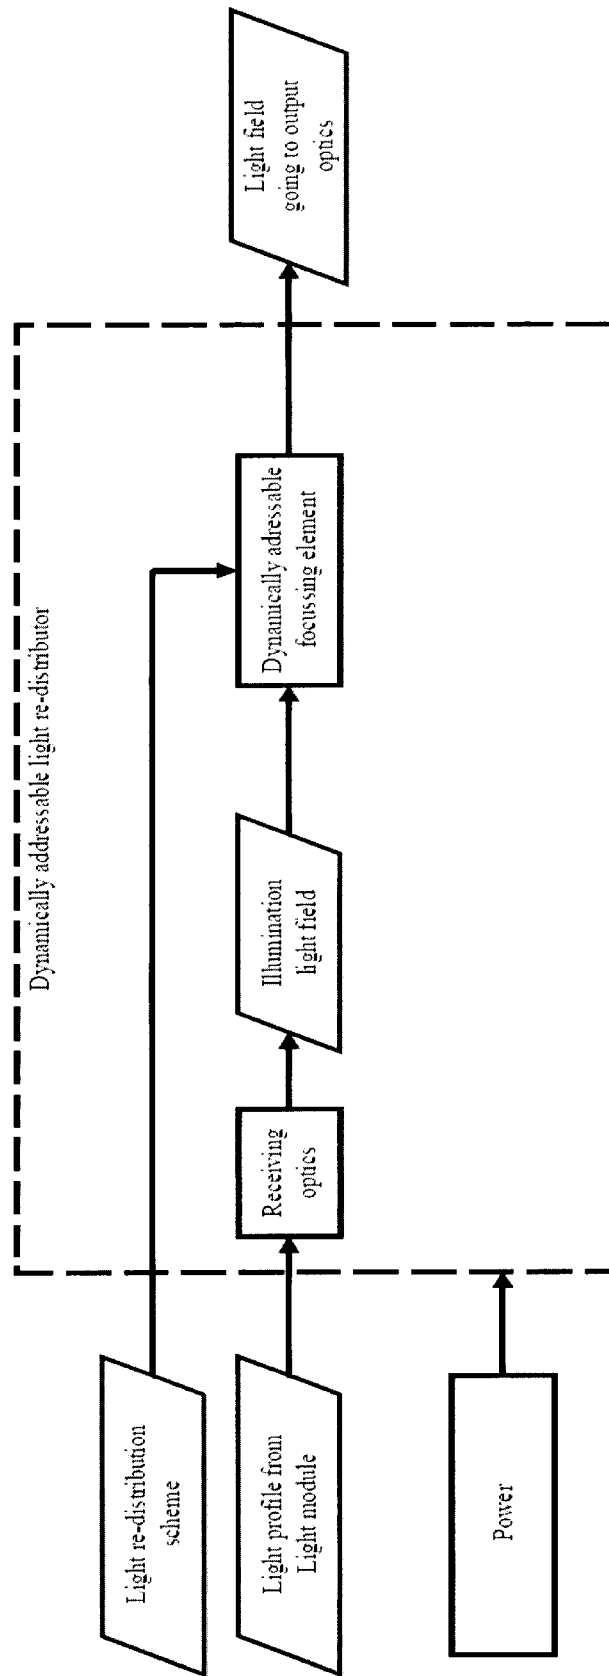 Dynamically addressable light re-distributor
Light re-distribution
scheme
Light profile from
Light module
Power
Receiving
optics
Illumination
light field
Dynamically adressable
focussing element
Light field
going to output
optics